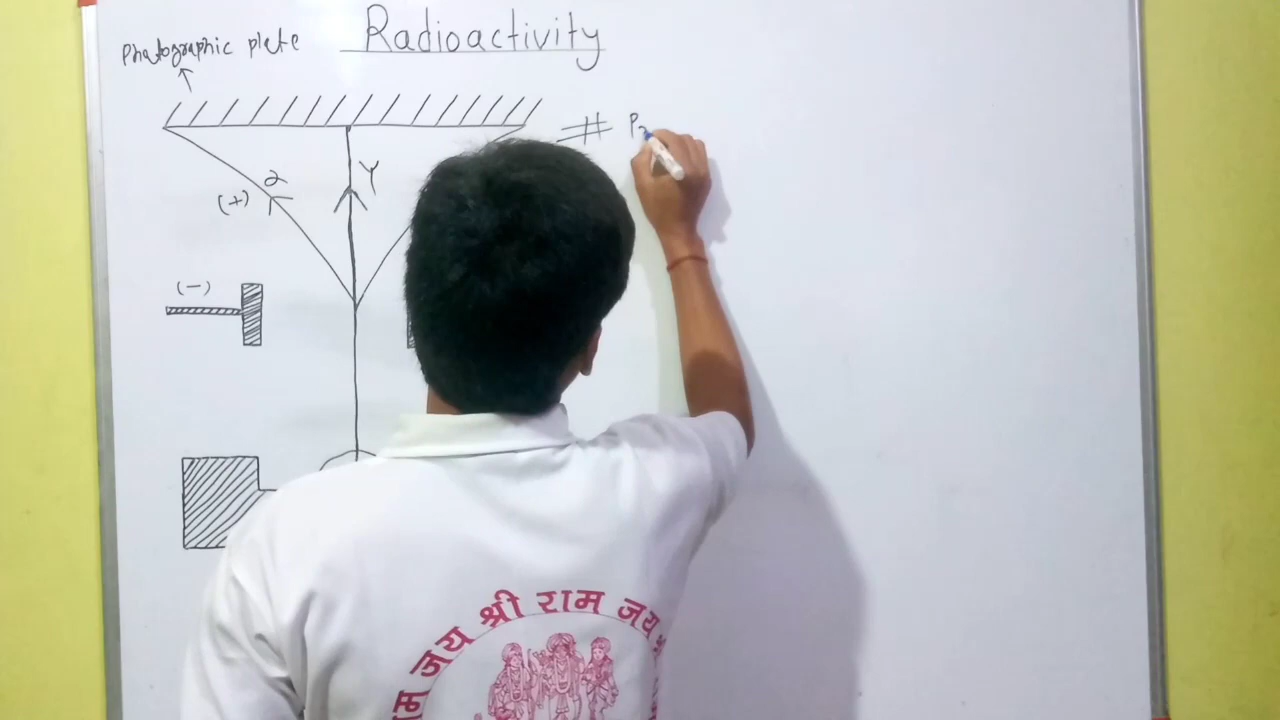 Radioactivity
Photographic plate
γ
α
(+)
(-)
राम जय श्री राम जय